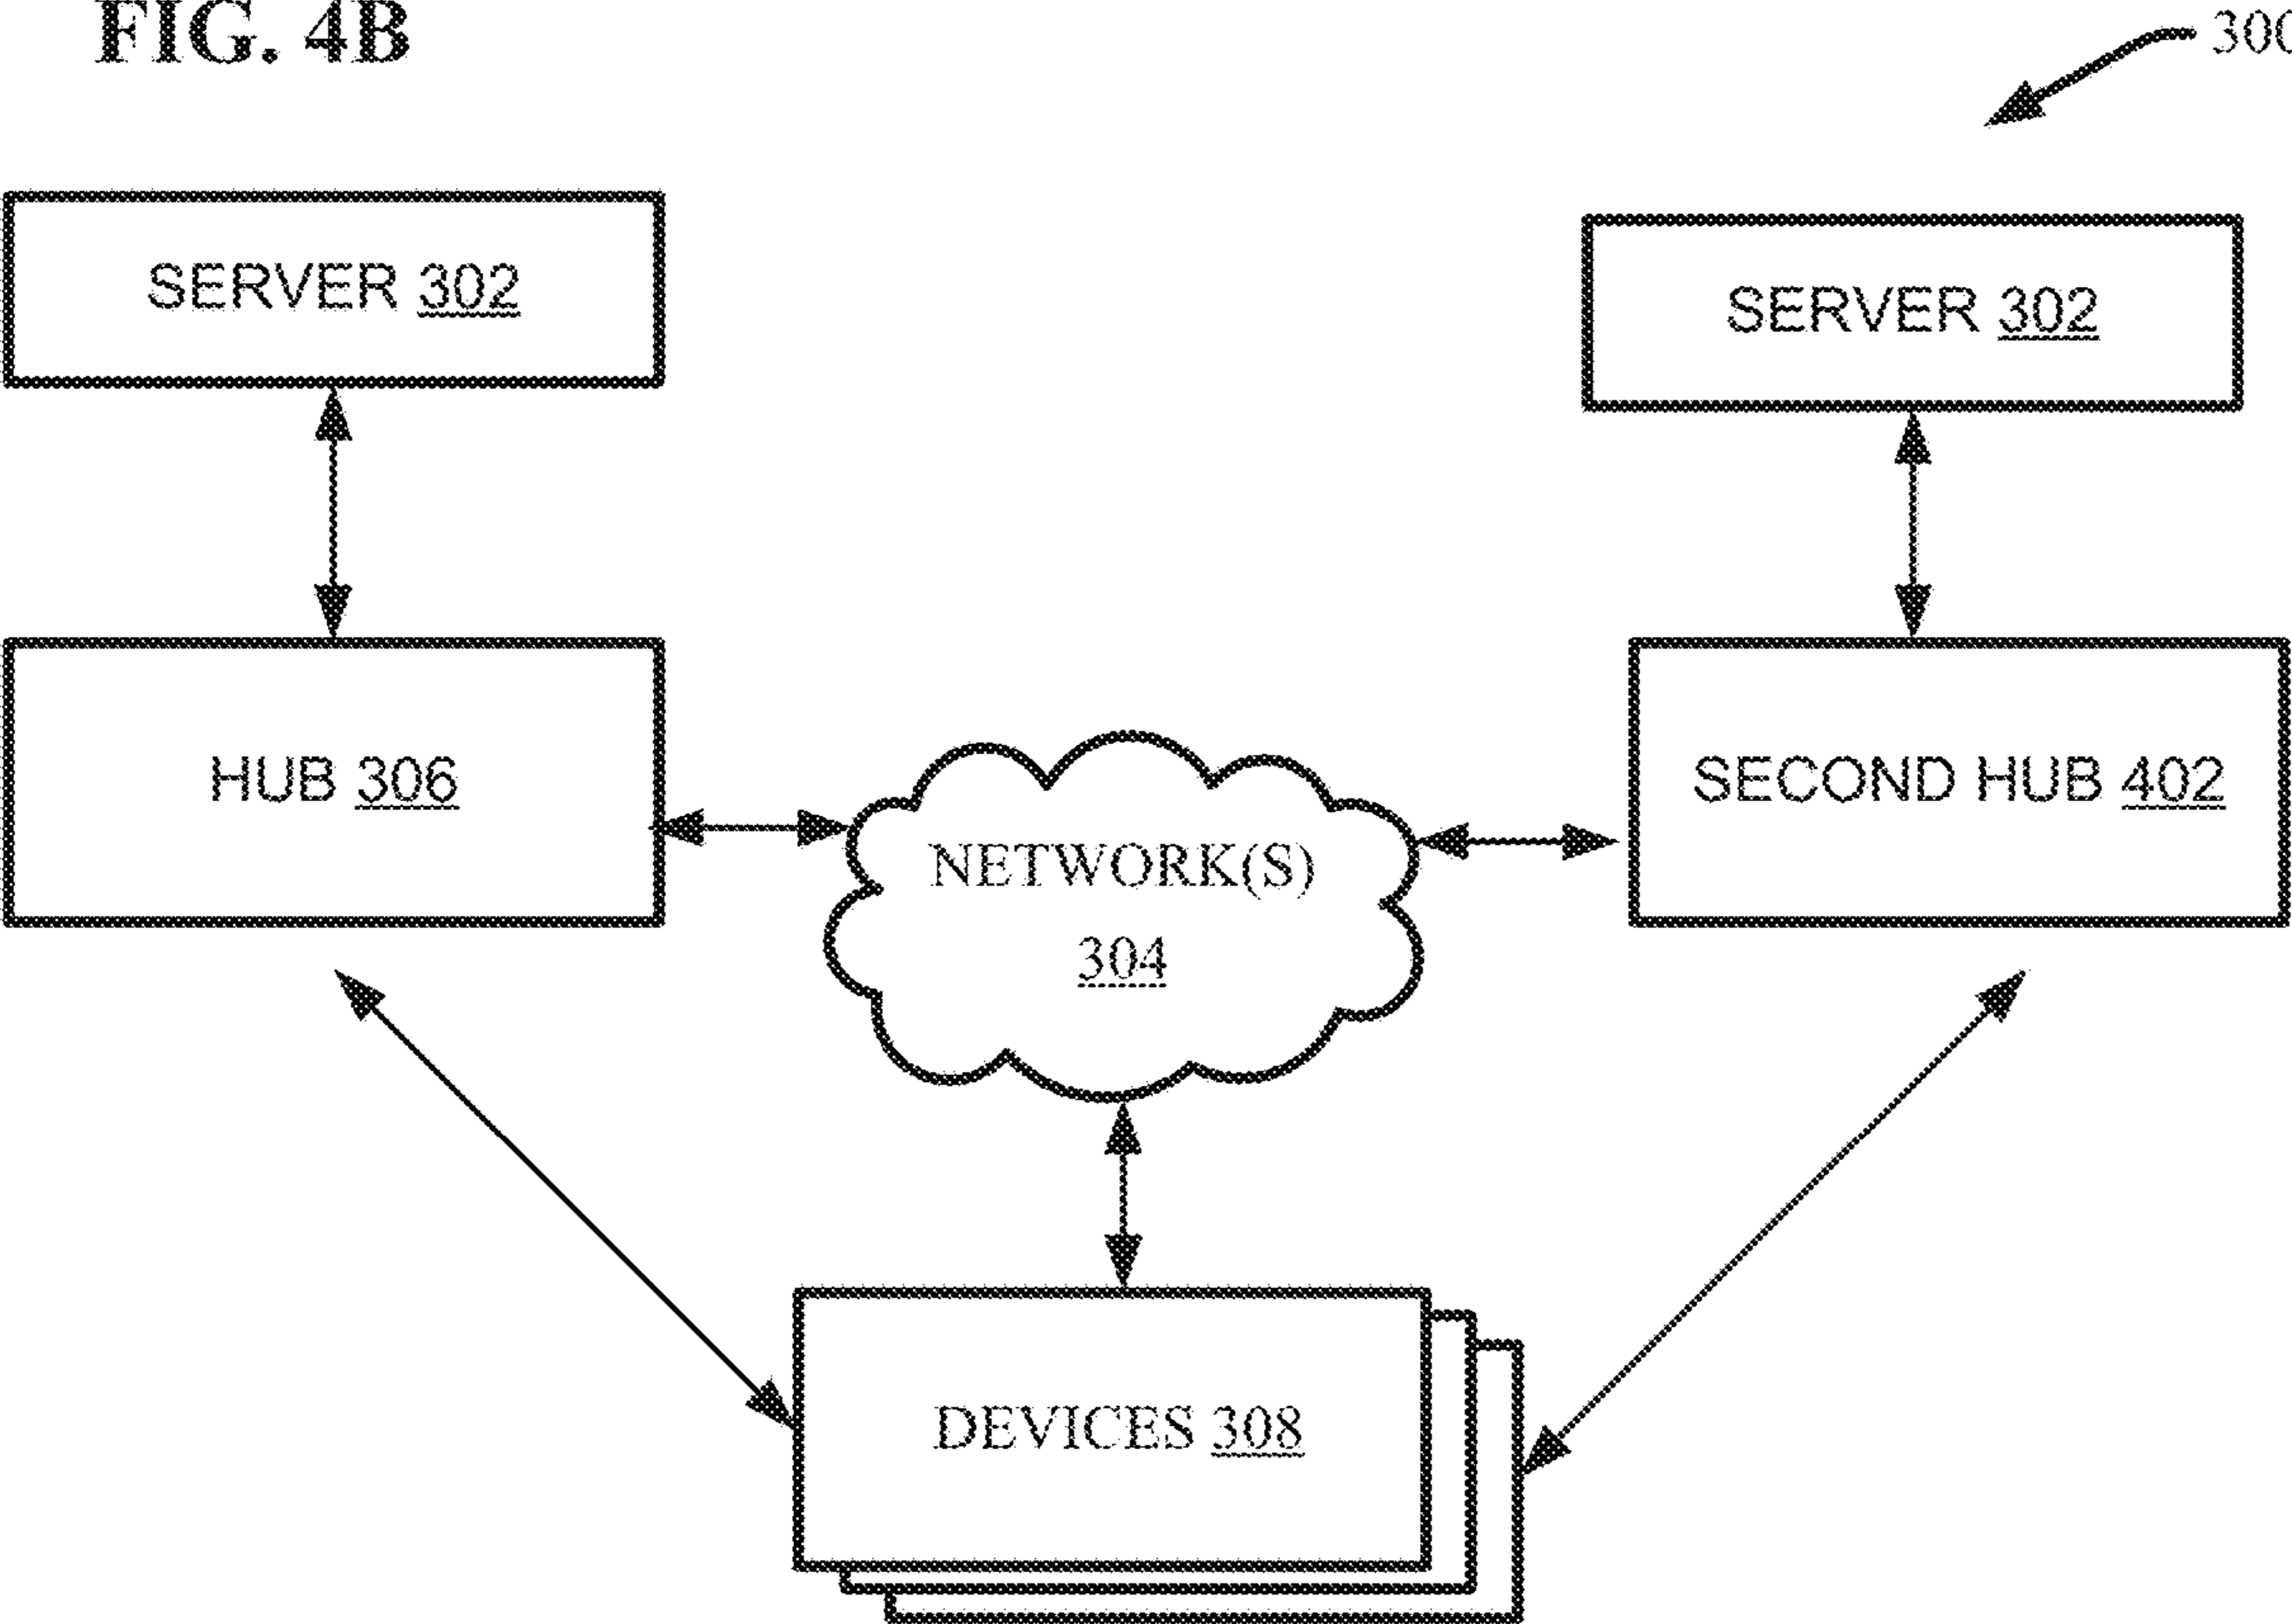 FIG. 4B
300
SERVER 302
SERVER 302
HUB 306
SECOND HUB 402
NETWORK(S)
304
DEVICES 308